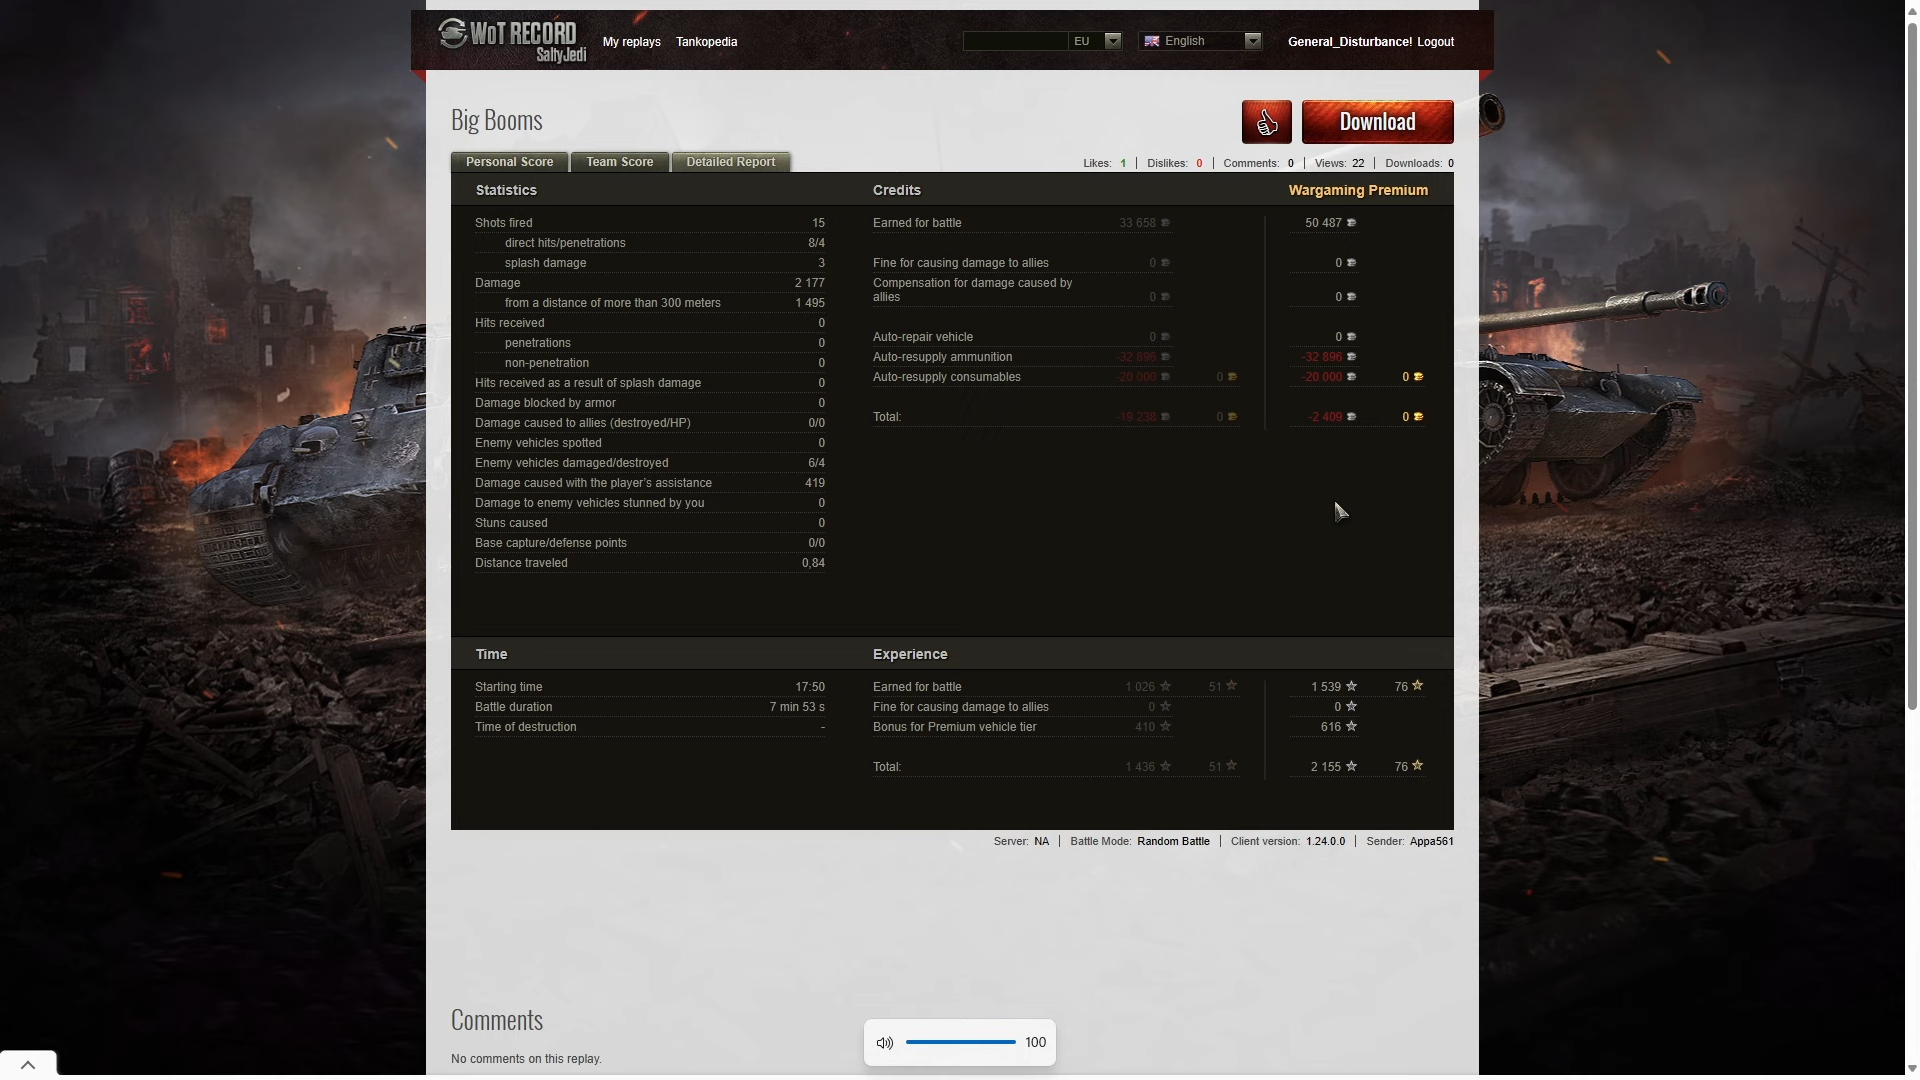 WoT RECORD
SaltyJedi
My replays
Tankopedia
EU
English
General_Disturbance! Logout
Big Booms
Download
Personal Score
Team Score
Detailed Report
Likes: 1 | Dislikes: 0 | Comments: 0 | Views: 22 | Downloads: 0
Statistics
Shots fired 15
direct hits/penetrations 8/4
splash damage 3
Damage 2 177
from a distance of more than 300 meters 1 495
Hits received 0
penetrations 0
non-penetration 0
Hits received as a result of splash damage 0
Damage blocked by armor 0
Damage caused to allies (destroyed/HP) 0/0
Enemy vehicles spotted 0
Enemy vehicles damaged/destroyed 6/4
Damage caused with the player's assistance 419
Damage to enemy vehicles stunned by you 0
Stuns caused 0
Base capture/defense points 0/0
Distance traveled 0,84
Credits Wargaming Premium
Earned for battle 33 658 50 487
Fine for causing damage to allies 0 0
Compensation for damage caused by
allies 0 0
Auto-repair vehicle 0 0
Auto-resupply ammunition -32 896 -32 896
Auto-resupply consumables -20 000 0 -20 000 0
Total: -19 238 0 -2 409 0
Time
Starting time 17:50
Battle duration 7 min 53 s
Time of destruction -
Experience
Earned for battle 1 026 51 1 539 76
Fine for causing damage to allies 0 0
Bonus for Premium vehicle tier 410 616
Total: 1 436 51 2 155 76
Server: NA | Battle Mode: Random Battle | Client version: 1.24.0.0 | Sender: Appa561
Comments
No comments on this replay.
100